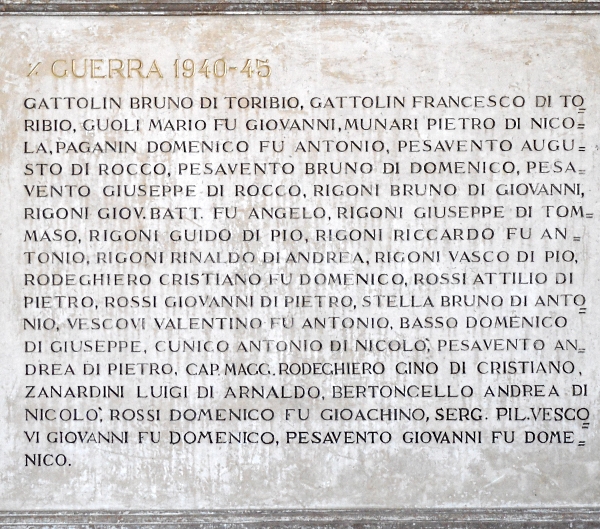 ⁒ GUERRA 1940-45
GATTOLIN BRUNO DI TORIBIO, GATTOLIN FRANCESCO DI TO=
RIBIO, GUOLI MARIO FU GIOVANNI, MUNARI PIETRO DI NICO=
LA, PAGANIN DOMENICO FU ANTONIO, PESAVENTO AUGU=
STO DI ROCCO, PESAVENTO BRUNO DI DOMENICO, PESA=
VENTO GIUSEPPE DI ROCCO, RIGONI BRUNO DI GIOVANNI,
RIGONI GIOV. BATT. FU ANGELO, RIGONI GIUSEPPE DI TOM=
MASO, RIGONI GUIDO DI PIO, RIGONI RICCARDO FU AN=
TONIO, RIGONI RINALDO DI ANDREA, RIGONI VASCO DI PIO,
RODEGHIERO CRISTIANO FU DOMENICO, ROSSI ATTILIO DI
PIETRO, ROSSI GIOVANNI DI PIETRO, STELLA BRUNO DI ANTO=
NIO, VESCOVI VALENTINO FU ANTONIO, BASSO DOMENICO
DI GIUSEPPE, CUNICO ANTONIO DI NICOLO', PESAVENTO AN=
DREA DI PIETRO, CAP. MAGG. RODEGHIERO GINO DI CRISTIANO,
ZANARDINI LUIGI DI ARNALDO, BERTONCELLO ANDREA DI
NICOLO', ROSSI DOMENICO FU GIOACHINO, SERG. PIL. VESCO=
VI GIOVANNI FU DOMENICO, PESAVENTO GIOVANNI FU DOME=
NICO.